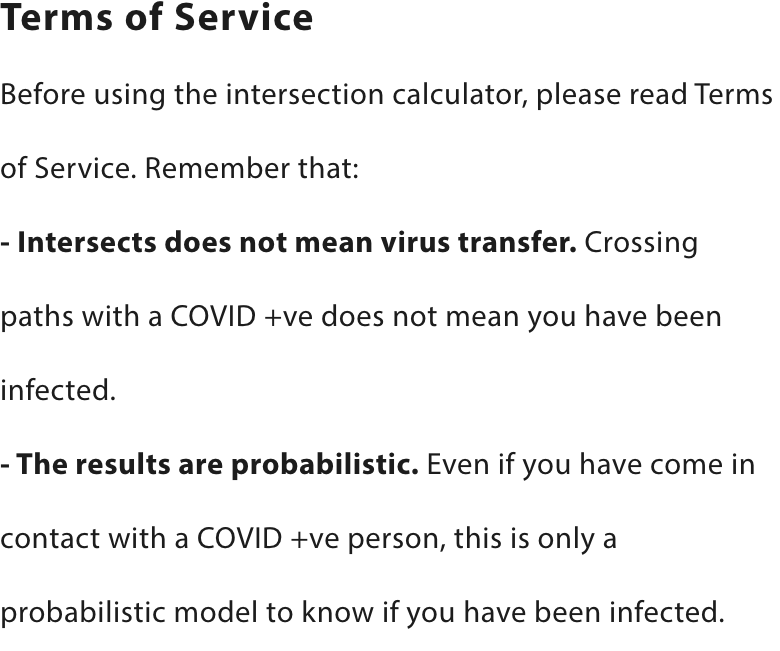 Terms of Service
Before using the intersection calculator, please read Terms
of Service. Remember that:
- Intersects does not mean virus transfer. Crossing
paths with a COVID +ve does not mean you have been
infected.
- The results are probabilistic. Even if you have come in
contact with a COVID +ve person, this is only a
probabilistic model to know if you have been infected.